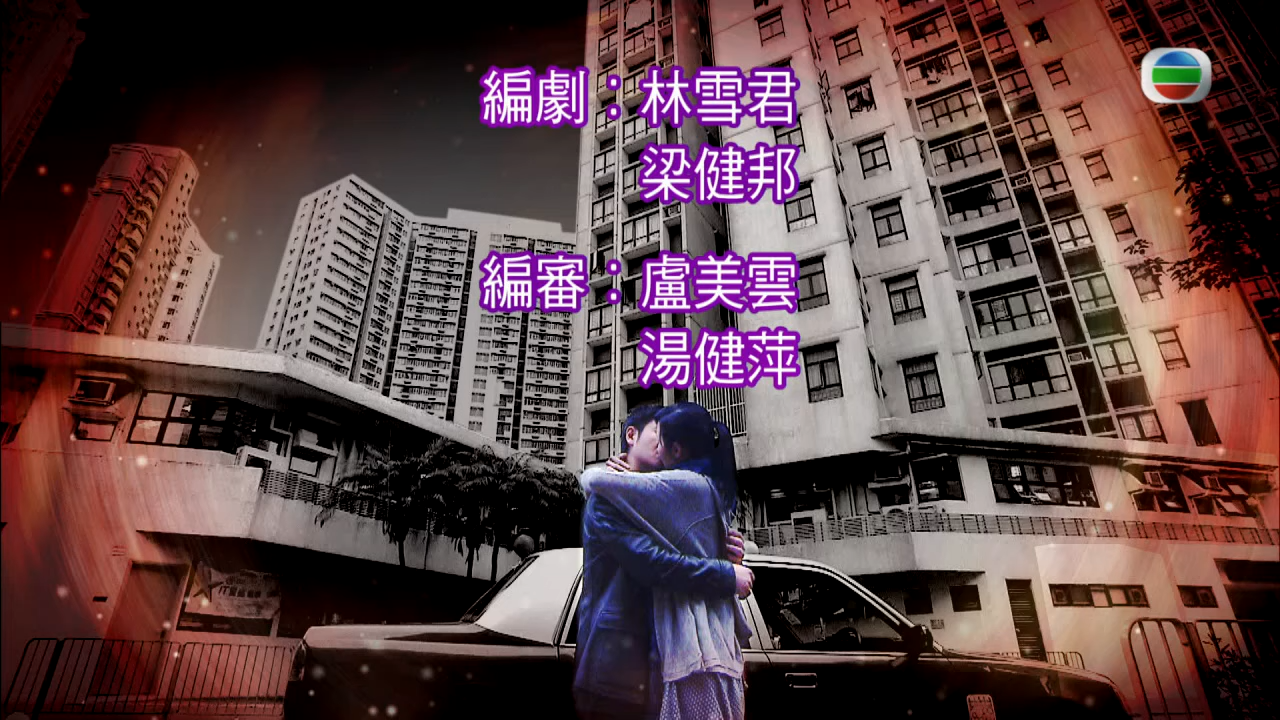 編劇：林雪君
梁健邦
編審：盧美雲
湯健萍